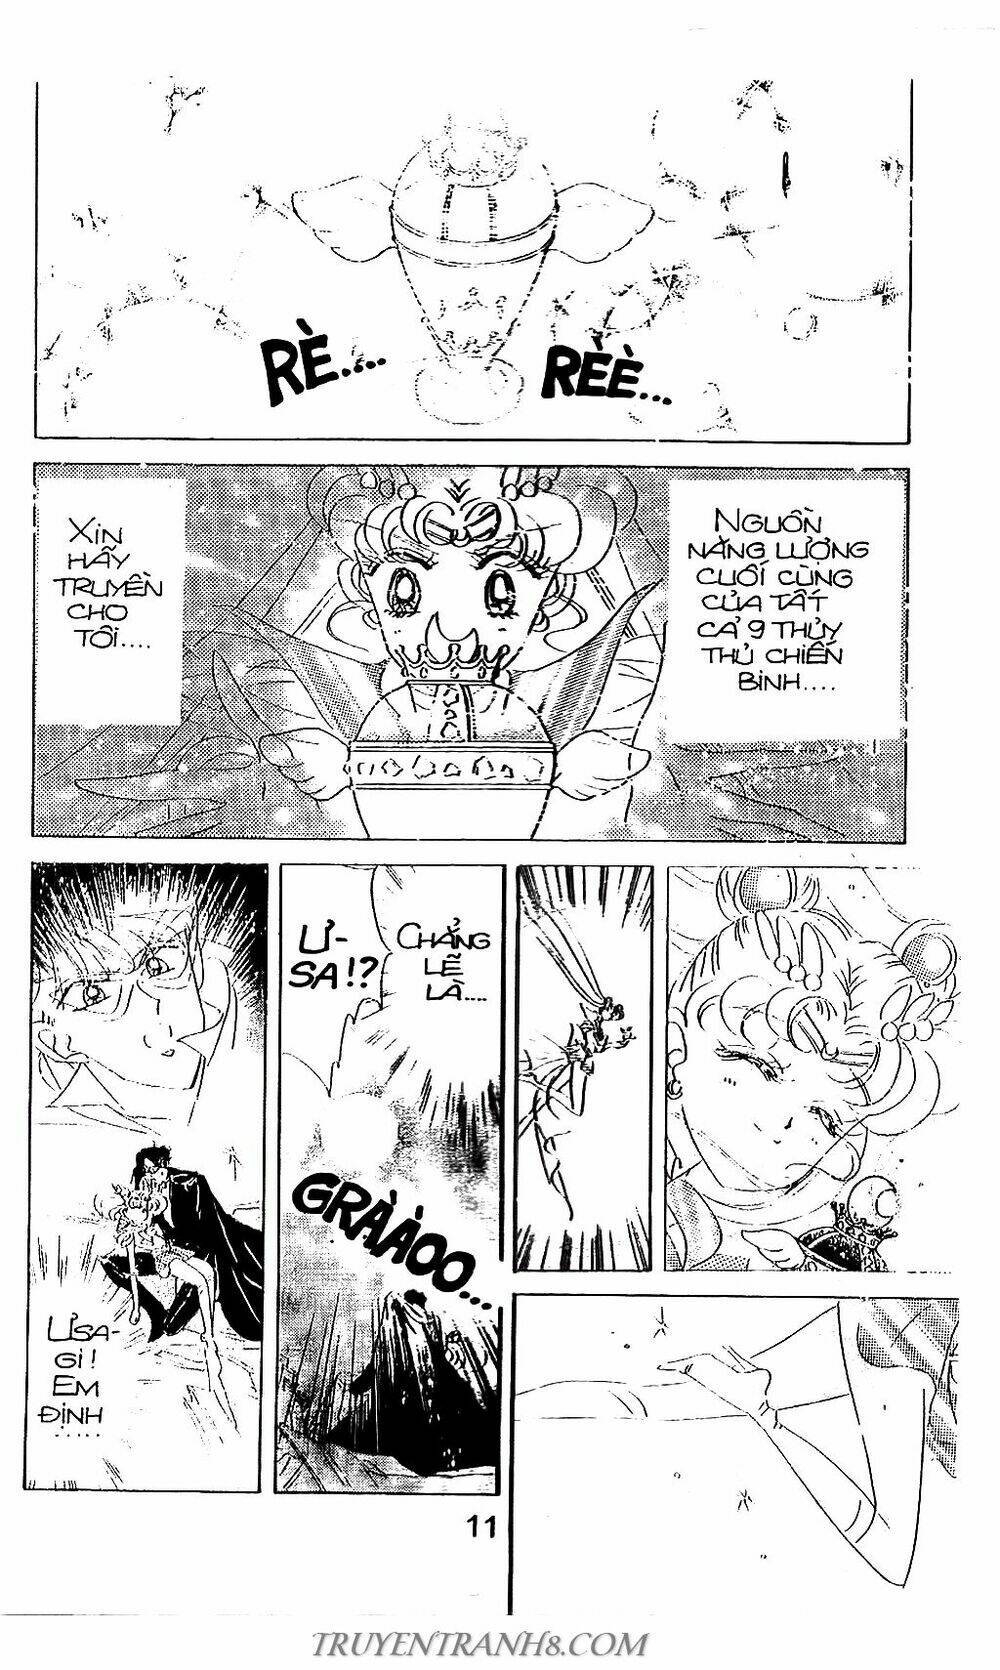 RÈ....
RÈÈ...
NGUỒN
NĂNG LƯỢNG
CUỐI CÙNG
CỦA TẤT
CẢ 9 THỦY
THỦ CHIẾN
BINH....
XIN
HÃY
TRUYỀN
CHO
TÔI....
CHẲNG
LẼ
LÀ....
Ư-
SA!?
GRÀÀOO...
ƯSA-
GI!
EM
ĐỊNH
.....
11
TRUYENTRANH8.COM